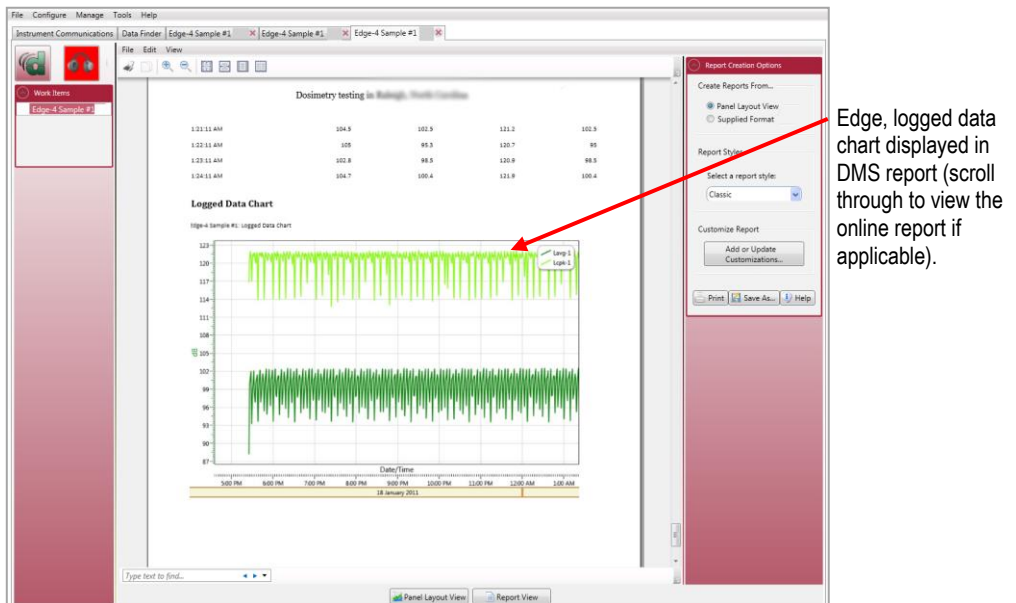 File Configure Manage Tools Help
Instrument Communications Data Finder Edge-4 Sample #1 Edge-4 Sample #1 Edge-4 Sample #1
File Edit View
Work Items
Edge-4 Sample #1
Dosimetry testing in
1:21:11 AM 104.5 102.5 121.2 102.5
1:22:11 AM 105 95.3 120.7 95
1:23:11 AM 102.8 98.5 120.9 98.5
1:24:11 AM 104.7 100.4 121.9 100.4
Logged Data Chart
Edge-4 Sample #1: Logged Data Chart
123
120
117
114
111
108
105
102
99
96
93
90
87
dB
Lavg-1
Lcpk-1
Date/Time
5:00 PM 6:00 PM 7:00 PM 8:00 PM 9:00 PM 10:00 PM 11:00 PM 12:00 AM 1:00 AM
18 January 2011
Type text to find...
Panel Layout View Report View
Report Creation Options
Create Reports From...
Panel Layout View
Supplied Format
Report Styles
Select a report style:
Classic
Customize Report
Add or Update
Customizations...
Print Save As... Help
Edge, logged data
chart displayed in
DMS report (scroll
through to view the
online report if
applicable).